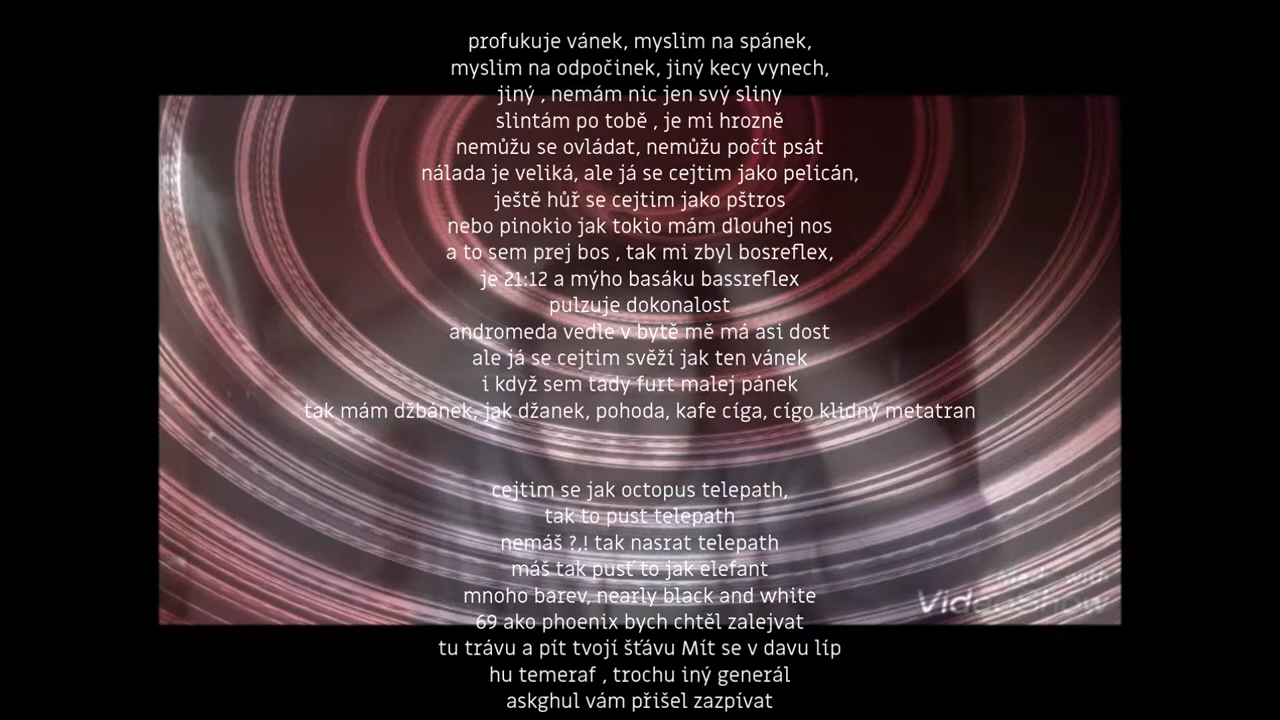 profukuje vánek, myslim na spánek,
myslim na odpočinek, jiný kecy vynech,
jiný , nemám nic jen svý sliny
slintám po tobě , je mi hrozně
nemůžu se ovládat, nemůžu počít psát
nálada je veliká, ale já se cejtim jako pelicán,
ještě hůř se cejtim jako pštros
nebo pinokio jak tokio mám dlouhej nos
a to sem prej bos , tak mi zbyl bosreflex,
je 21:12 a mýho basáku bassreflex
pulzuje dokonalost
andromeda vedle v bytě mě má asi dost
ale já se cejtim svěží jak ten vánek
i když sem tady furt malej pánek
tak mám džbánek, jak džanek, pohoda, kafe cíga, cígo klidný metatran
cejtim se jak octopus telepath,
tak to pust telepath
nemáš ?,! tak nasrat telepath
máš tak pusť to jak elefant
mnoho barev, nearly black and white
69 ako phoenix bych chtěl zalejvat
tu trávu a pít tvojí šťávu Mít se v davu líp
hu temeraf , trochu iný generál
askghul vám přišel zazpívat
Made with
VideoShow